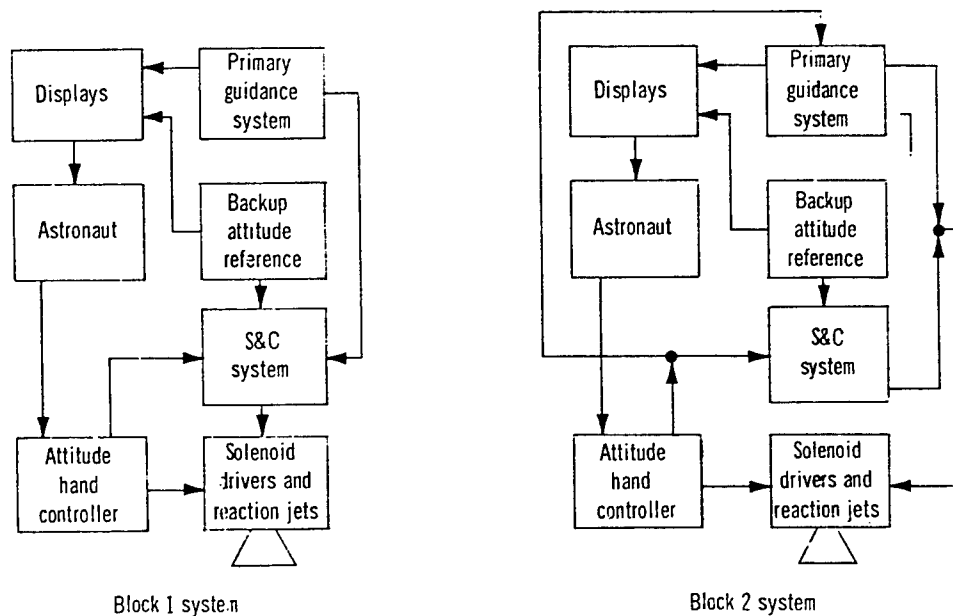 Displays
Primary
guidance
system
Astronaut
Backup
attitude
reference
S&C
system
Attitude
hand
controller
Solenoid
drivers and
reaction jets
Block 1 system
Displays
Primary
guidance
system
Astronaut
Backup
attitude
reference
S&C
system
Attitude
hand
controller
Solenoid
drivers and
reaction jets
Block 2 system